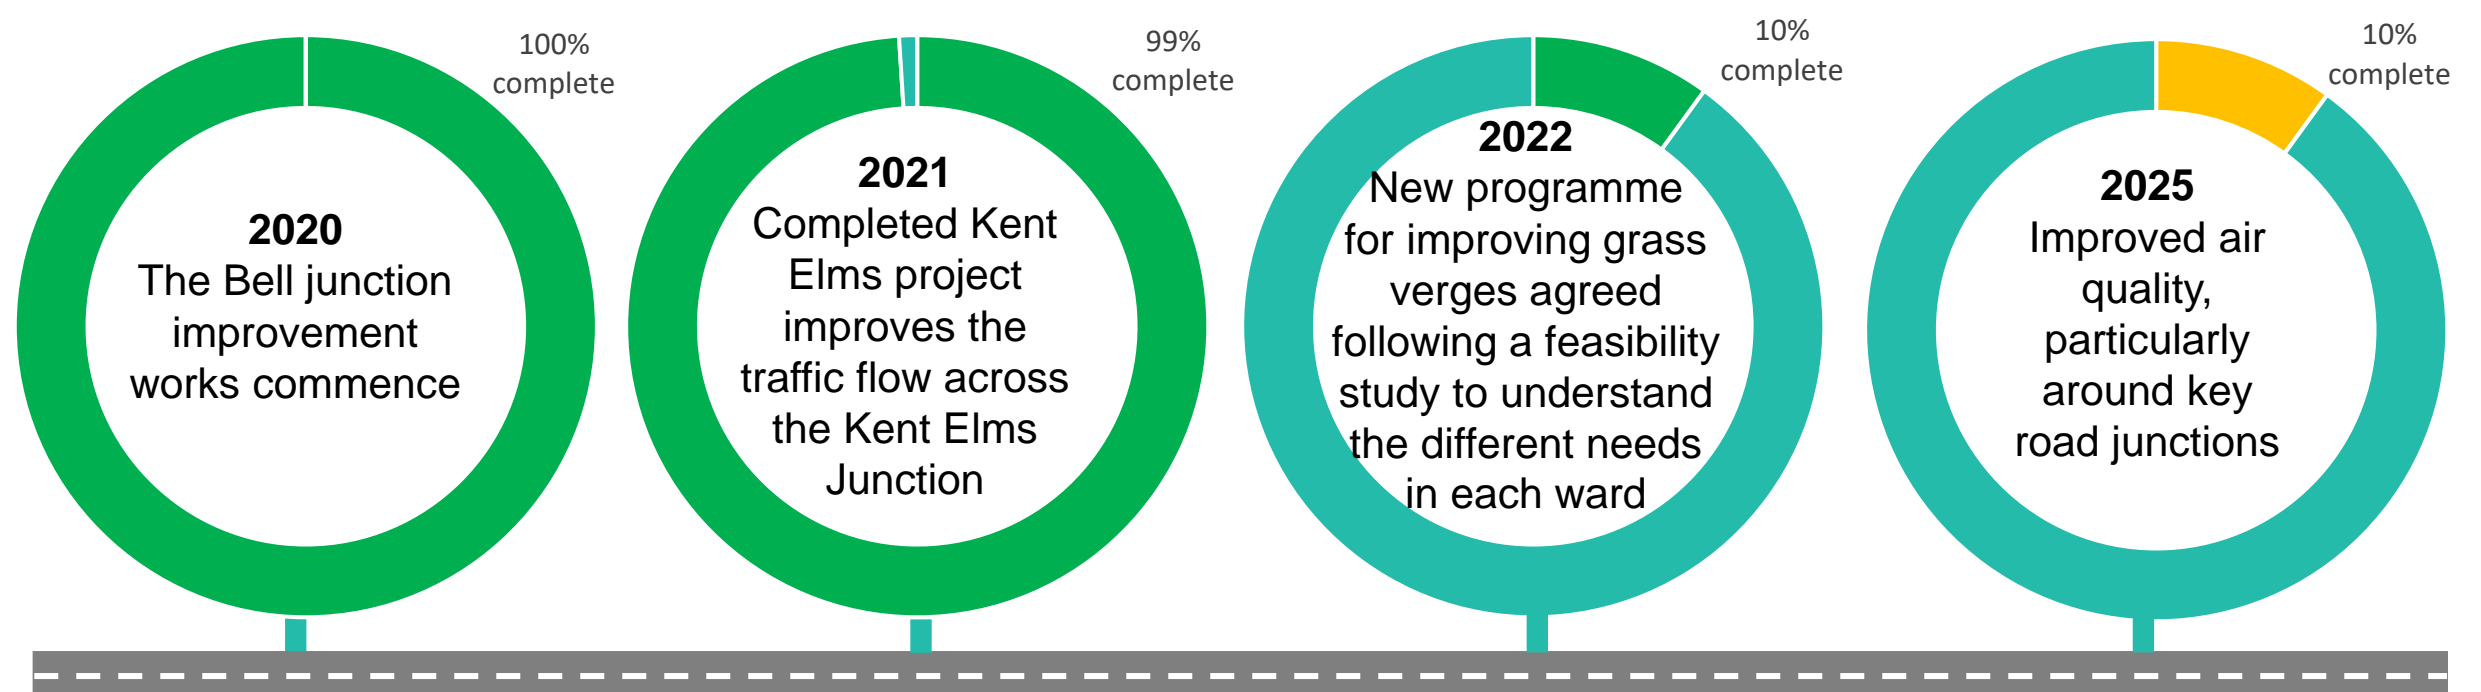 100%
complete
2020
The Bell junction
improvement
works commence
99%
complete
2021
Completed Kent
Elms project
improves the
traffic flow across
the Kent Elms
Junction
10%
complete
2022
New programme
for improving grass
verges agreed
following a feasibility
study to understand
the different needs
in each ward
10%
complete
2025
Improved air
quality,
particularly
around key
road junctions